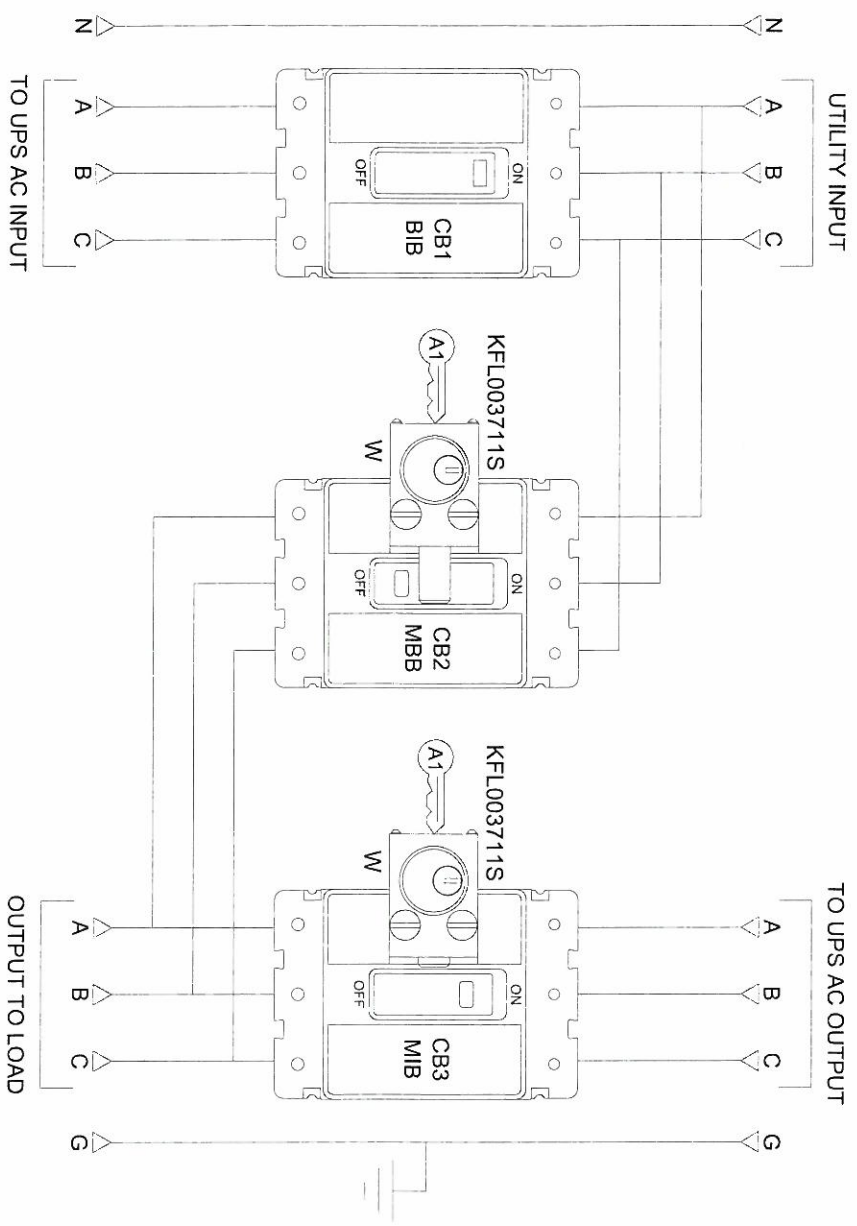 UTILITY INPUT
TO UPS AC OUTPUT
N
A
B
C
A
B
C
G
ON
OFF
CB1
BIB
KFL003711S
A1
W
ON
OFF
CB2
MBB
KFL003711S
A1
W
ON
OFF
CB3
MIB
N
A
B
C
A
B
C
G
TO UPS AC INPUT
OUTPUT TO LOAD